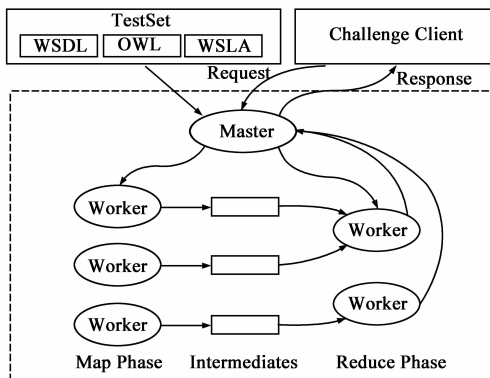 TestSet
WSDL OWL WSLA
Challenge Client
Request
Response
Master
Worker
Worker
Worker
Worker
Worker
Map Phase Intermediates Reduce Phase